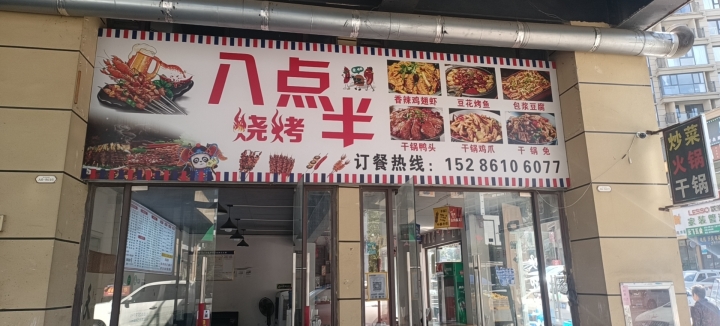 八点半
烧烤
香辣鸡翅虾
豆花烤鱼
包浆豆腐
干锅鸭头
干锅鸡爪
干锅兔
订餐热线：152 8610 6077
炒菜
火锅
干锅